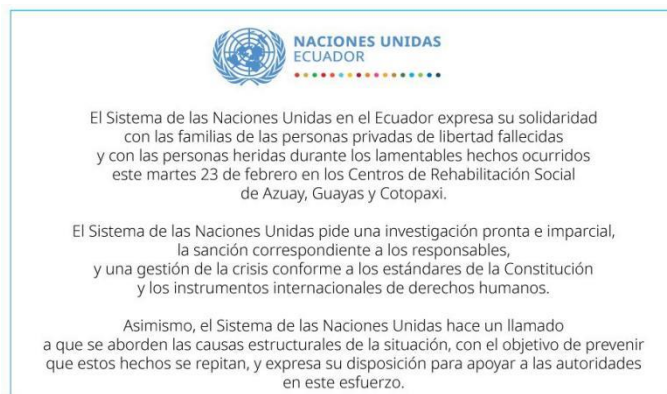 NACIONES UNIDAS
ECUADOR
El Sistema de las Naciones Unidas en el Ecuador expresa su solidaridad
con las familias de las personas privadas de libertad fallecidas
y con las personas heridas durante los lamentables hechos ocurridos
este martes 23 de febrero en los Centros de Rehabilitación Social
de Azuay, Guayas y Cotopaxi.
El Sistema de las Naciones Unidas pide una investigación pronta e imparcial,
la sanción correspondiente a los responsables,
y una gestión de la crisis conforme a los estándares de la Constitución
y los instrumentos internacionales de derechos humanos.
Asimismo, el Sistema de las Naciones Unidas hace un llamado
a que se aborden las causas estructurales de la situación, con el objetivo de prevenir
que estos hechos se repitan, y expresa su disposición para apoyar a las autoridades
en este esfuerzo.